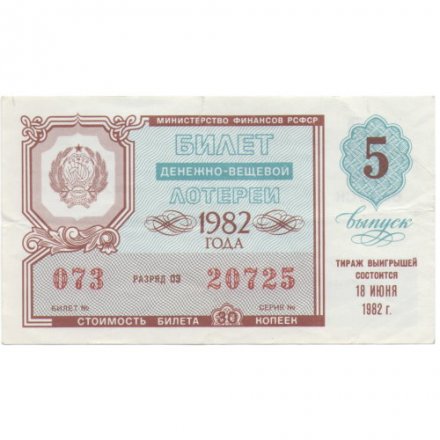 МИНИСТЕРСТВО ФИНАНСОВ РСФСР
БИЛЕТ
ДЕНЕЖНО-ВЕЩЕВОЙ
ЛОТЕРЕИ
1982
ГОДА
073 РАЗРЯД 03 20725
БИЛЕТ № СЕРИЯ №
СТОИМОСТЬ БИЛЕТА 30 КОПЕЕК
5
выпуск
ТИРАЖ ВЫИГРЫШЕЙ
СОСТОИТСЯ
18 ИЮНЯ
1982 г.